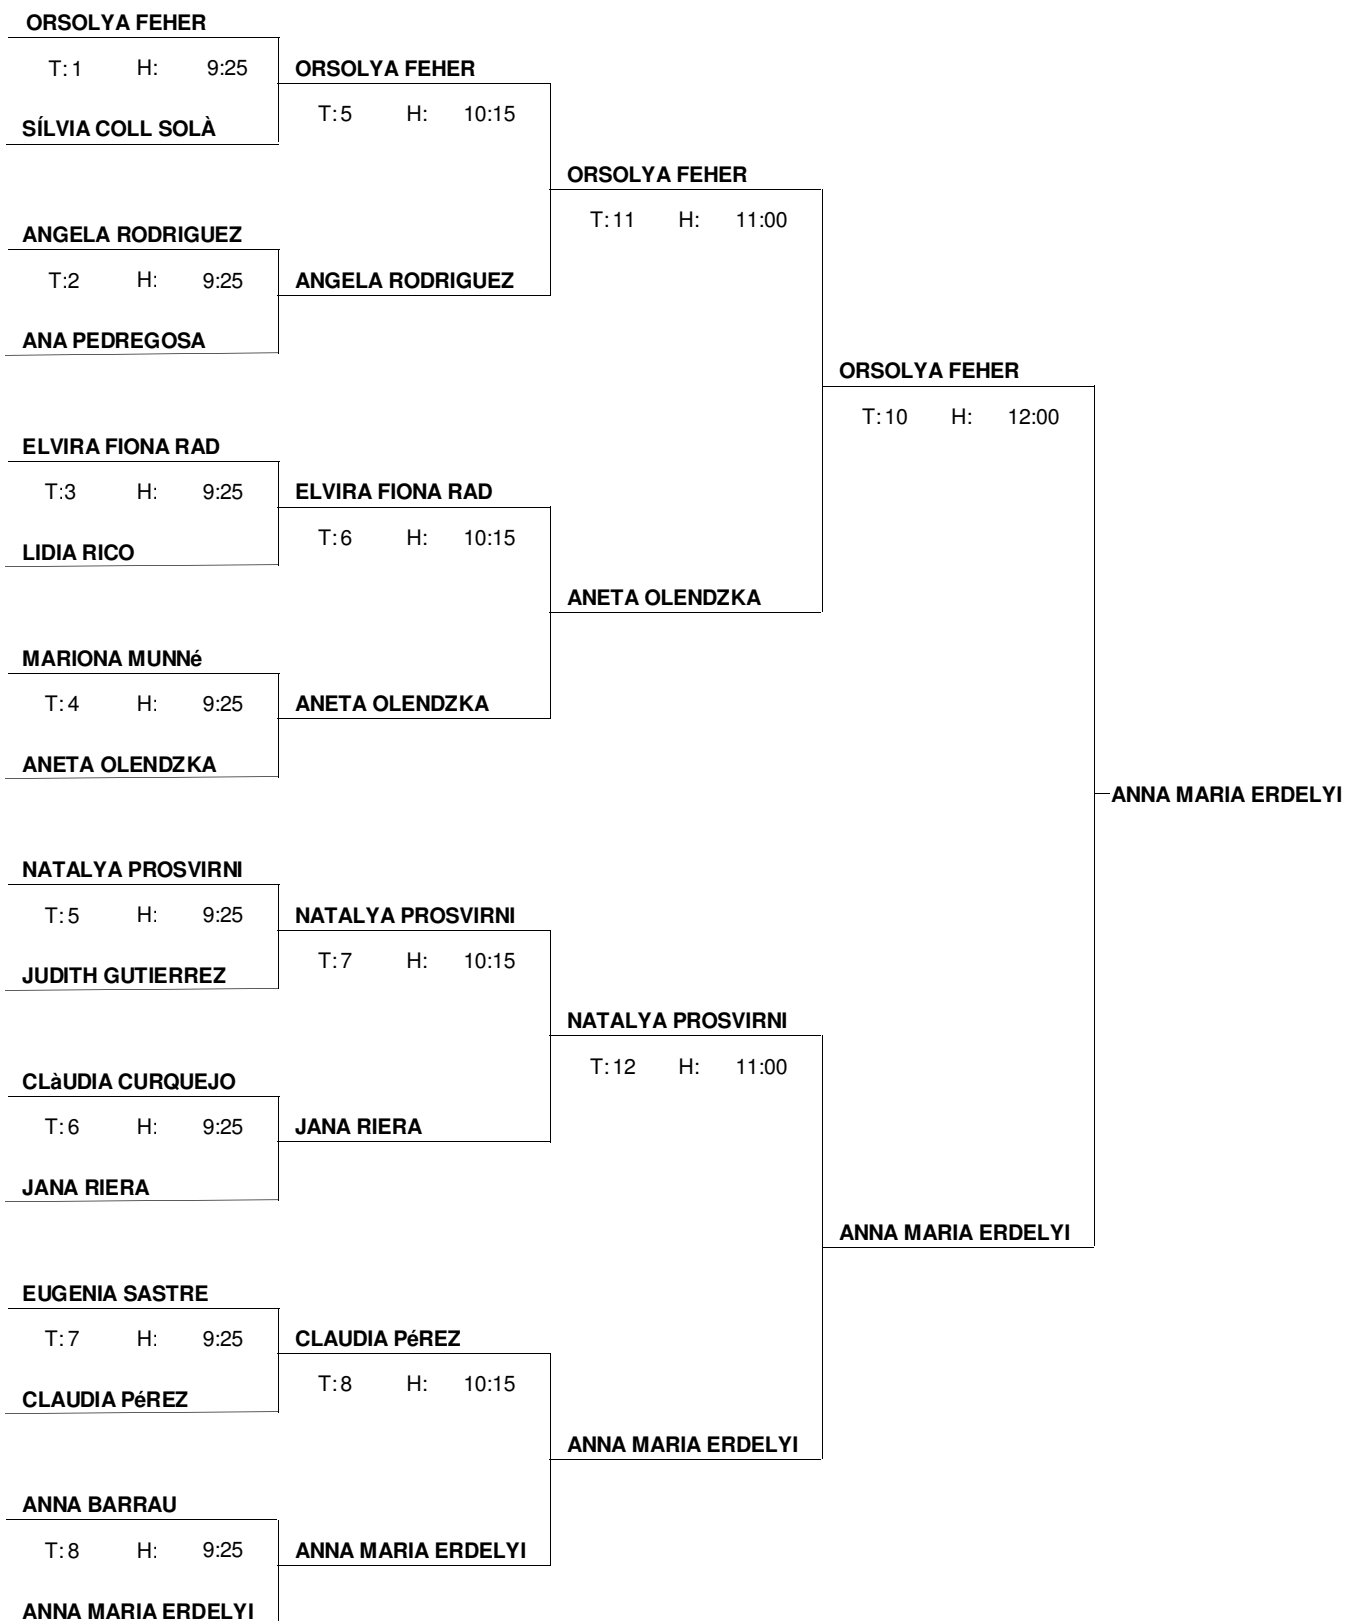 ORSOLYA FEHER
T: 1 H: 9:25 ORSOLYA FEHER
T: 5 H: 10:15
SÍLVIA COLL SOLÀ
ORSOLYA FEHER
T: 11 H: 11:00
ANGELA RODRIGUEZ
T:2 H: 9:25 ANGELA RODRIGUEZ
ANA PEDREGOSA
ORSOLYA FEHER
T: 10 H: 12:00
ELVIRA FIONA RAD
T:3 H: 9:25 ELVIRA FIONA RAD
T: 6 H: 10:15
LIDIA RICO
ANETA OLENDZKA
MARIONA MUNNé
T: 4 H: 9:25 ANETA OLENDZKA
ANETA OLENDZKA
ANNA MARIA ERDELYI
NATALYA PROSVIRNI
T: 5 H: 9:25 NATALYA PROSVIRNI
T: 7 H: 10:15
JUDITH GUTIERREZ
NATALYA PROSVIRNI
T: 12 H: 11:00
CLàUDIA CURQUEJO
T: 6 H: 9:25 JANA RIERA
JANA RIERA
ANNA MARIA ERDELYI
EUGENIA SASTRE
T: 7 H: 9:25 CLAUDIA PéREZ
T: 8 H: 10:15
CLAUDIA PéREZ
ANNA MARIA ERDELYI
ANNA BARRAU
T: 8 H: 9:25 ANNA MARIA ERDELYI
ANNA MARIA ERDELYI